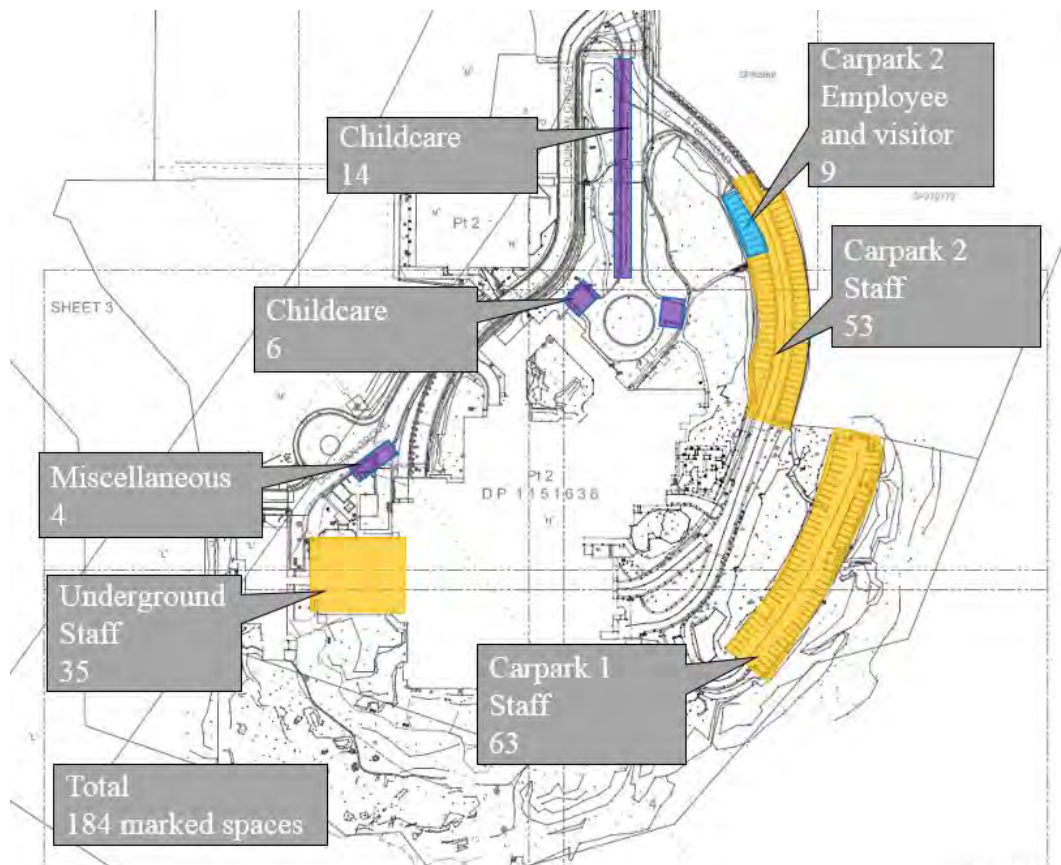 Carpark 2
Employee
and visitor
9
Childcare
14
Pt 2
Carpark 2
Staff
53
SHEET 3
Childcare
6
Miscellaneous
4
Pt 2
DP 1151638
Underground
Staff
35
Carpark 1
Staff
63
Total
184 marked spaces